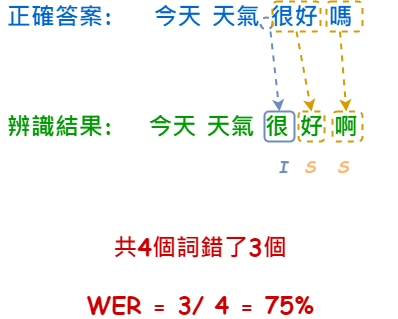 正確答案: 今天 天氣 很好 嗎
辨識結果: 今天 天氣 很 好 啊
I S S
共4個詞錯了3個
WER = 3/ 4 = 75%